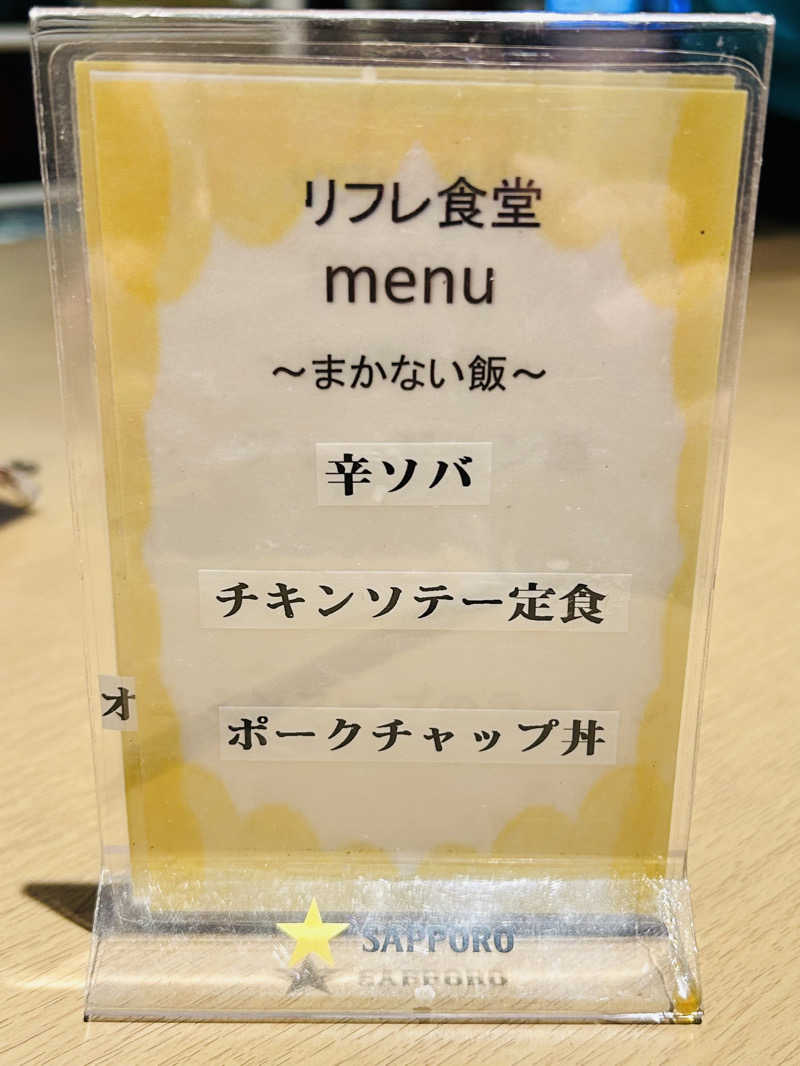 リフレ食堂
menu
～まかない飯～
辛ソバ
チキンソテー定食
オ
ポークチャップ丼
SAPPORO